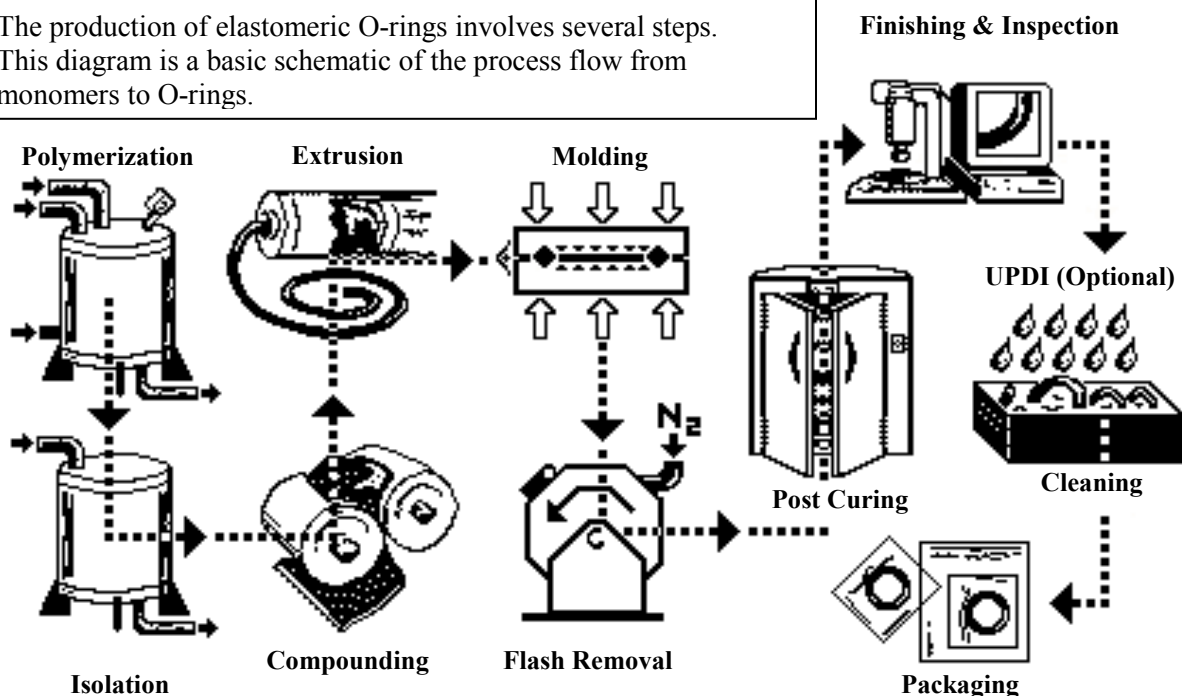 The production of elastomeric O-rings involves several steps.
This diagram is a basic schematic of the process flow from
monomers to O-rings.
Finishing & Inspection
Polymerization
Extrusion
Molding
UPDI (Optional)
N2
Post Curing
Cleaning
Compounding
Flash Removal
Isolation
Packaging